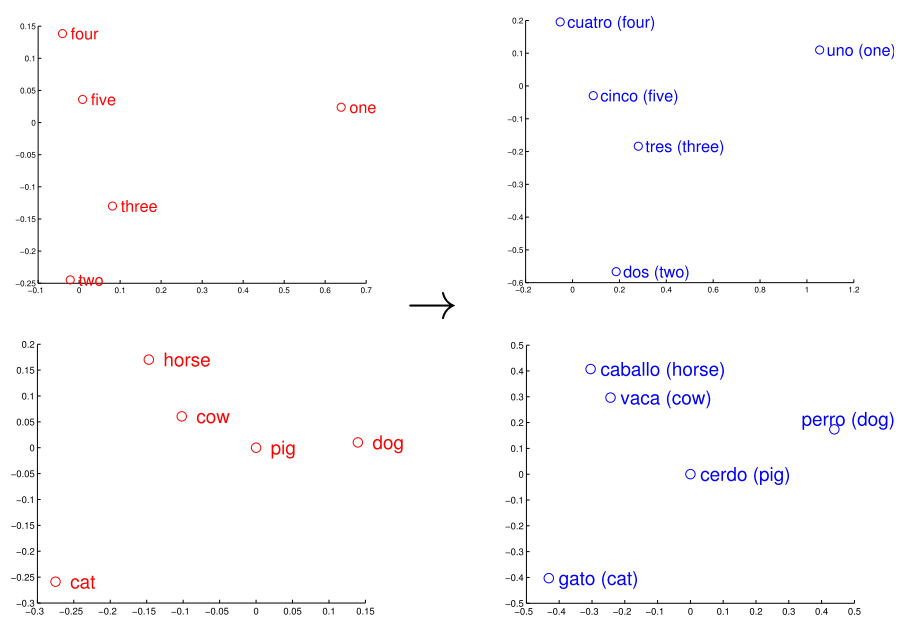 0.15
four
0.1
0.05
five
one
0
−0.05
−0.1
three
−0.15
−0.2
two
−0.25
−0.1 0 0.1 0.2 0.3 0.4 0.5 0.6 0.7
0.2
cuatro (four)
uno (one)
0.1
0
cinco (five)
−0.1
tres (three)
−0.2
−0.3
−0.4
−0.5
dos (two)
−0.6
−0.2 0 0.2 0.4 0.6 0.8 1 1.2
0.2
horse
0.15
0.1
cow
0.05
dog
pig
0
−0.05
−0.1
−0.15
−0.2
−0.25
cat
−0.3
−0.3 −0.25 −0.2 −0.15 −0.1 −0.05 0 0.05 0.1 0.15
0.5
0.4
caballo (horse)
0.3
vaca (cow)
perro (dog)
0.2
0.1
0
cerdo (pig)
−0.1
−0.2
−0.3
−0.4
gato (cat)
−0.5
−0.5 −0.4 −0.3 −0.2 −0.1 0 0.1 0.2 0.3 0.4 0.5